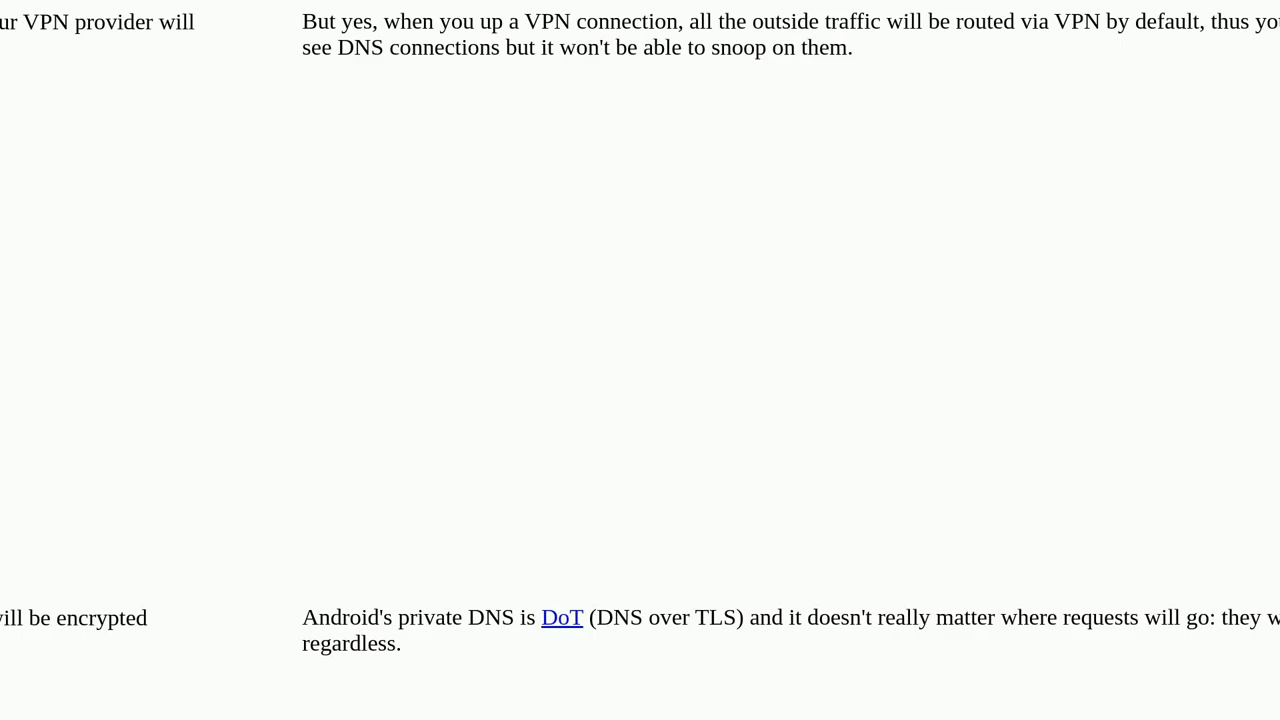 ur VPN provider will
But yes, when you up a VPN connection, all the outside traffic will be routed via VPN by default, thus
see DNS connections but it won't be able to snoop on them.
will be encrypted
Android's private DNS is DoT (DNS over TLS) and it doesn't really matter where requests will go: they
regardless.